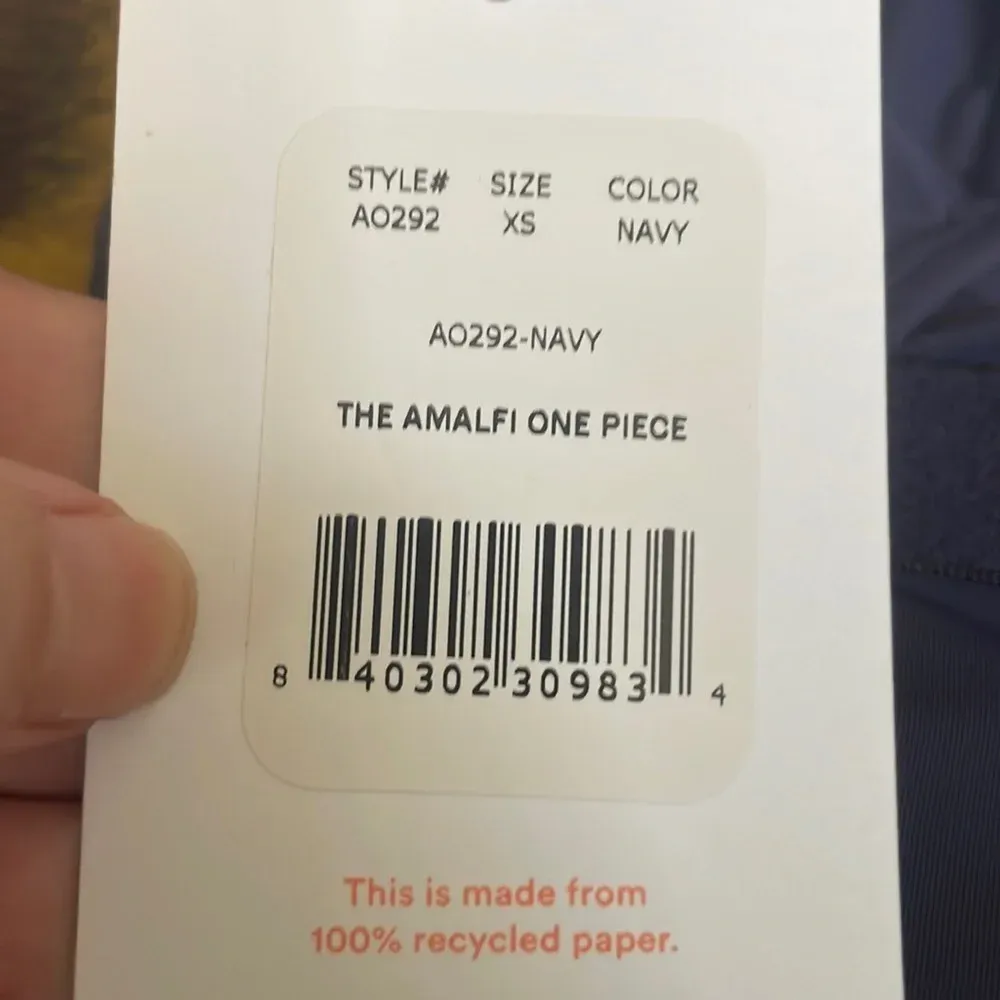 STYLE# SIZE COLOR
AO292 XS NAVY
AO292-NAVY
THE AMALFI ONE PIECE
8 40302 30983 4
This is made from
100% recycled paper.